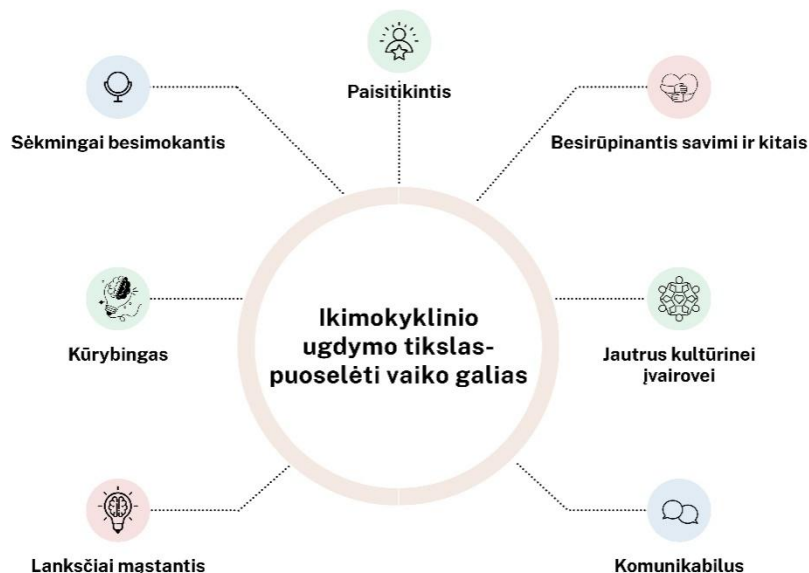 Paisitikintis
Sėkmingai besimokantis
Besirūpinantis savimi ir kitais
Ikimokyklinio
ugdymo tikslas-
puoselėti vaiko galias
Kūrybingas
Jautrus kultūrinei
įvairovei
Lanksčiai mąstantis
Komunikabilus